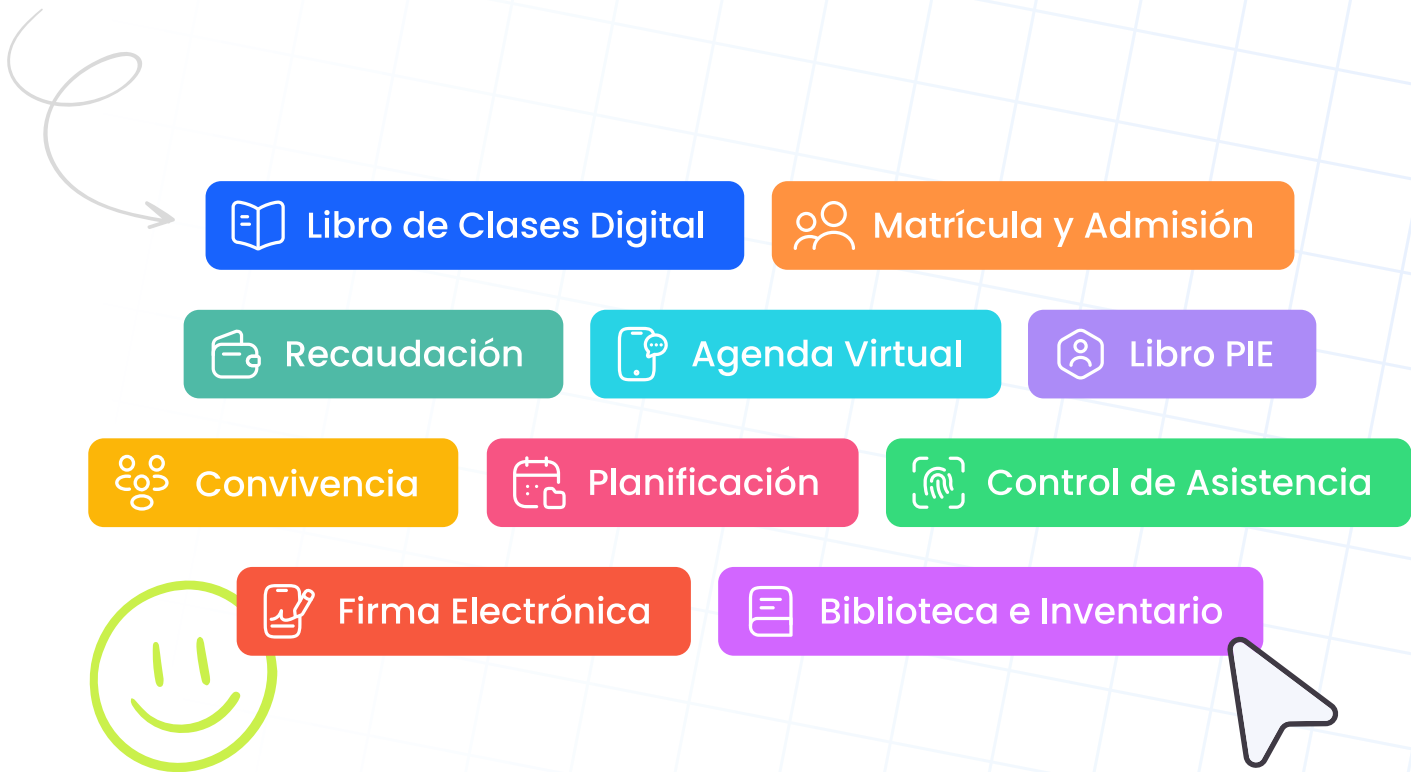 Libro de Clases Digital
Matrícula y Admisión
Recaudación
Agenda Virtual
Libro PIE
Convivencia
Planificación
Control de Asistencia
Firma Electrónica
Biblioteca e Inventario